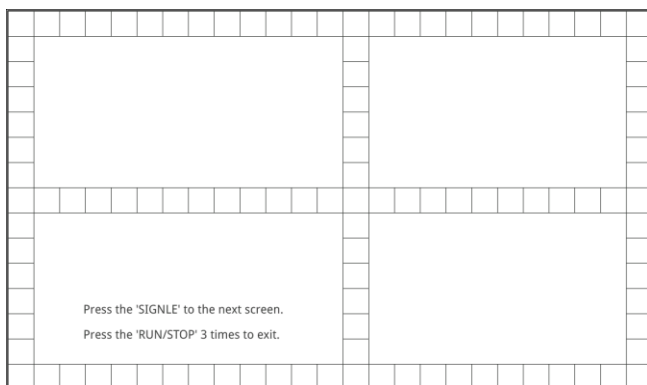 Press the 'SIGNLE' to the next screen.
Press the 'RUN/STOP' 3 times to exit.